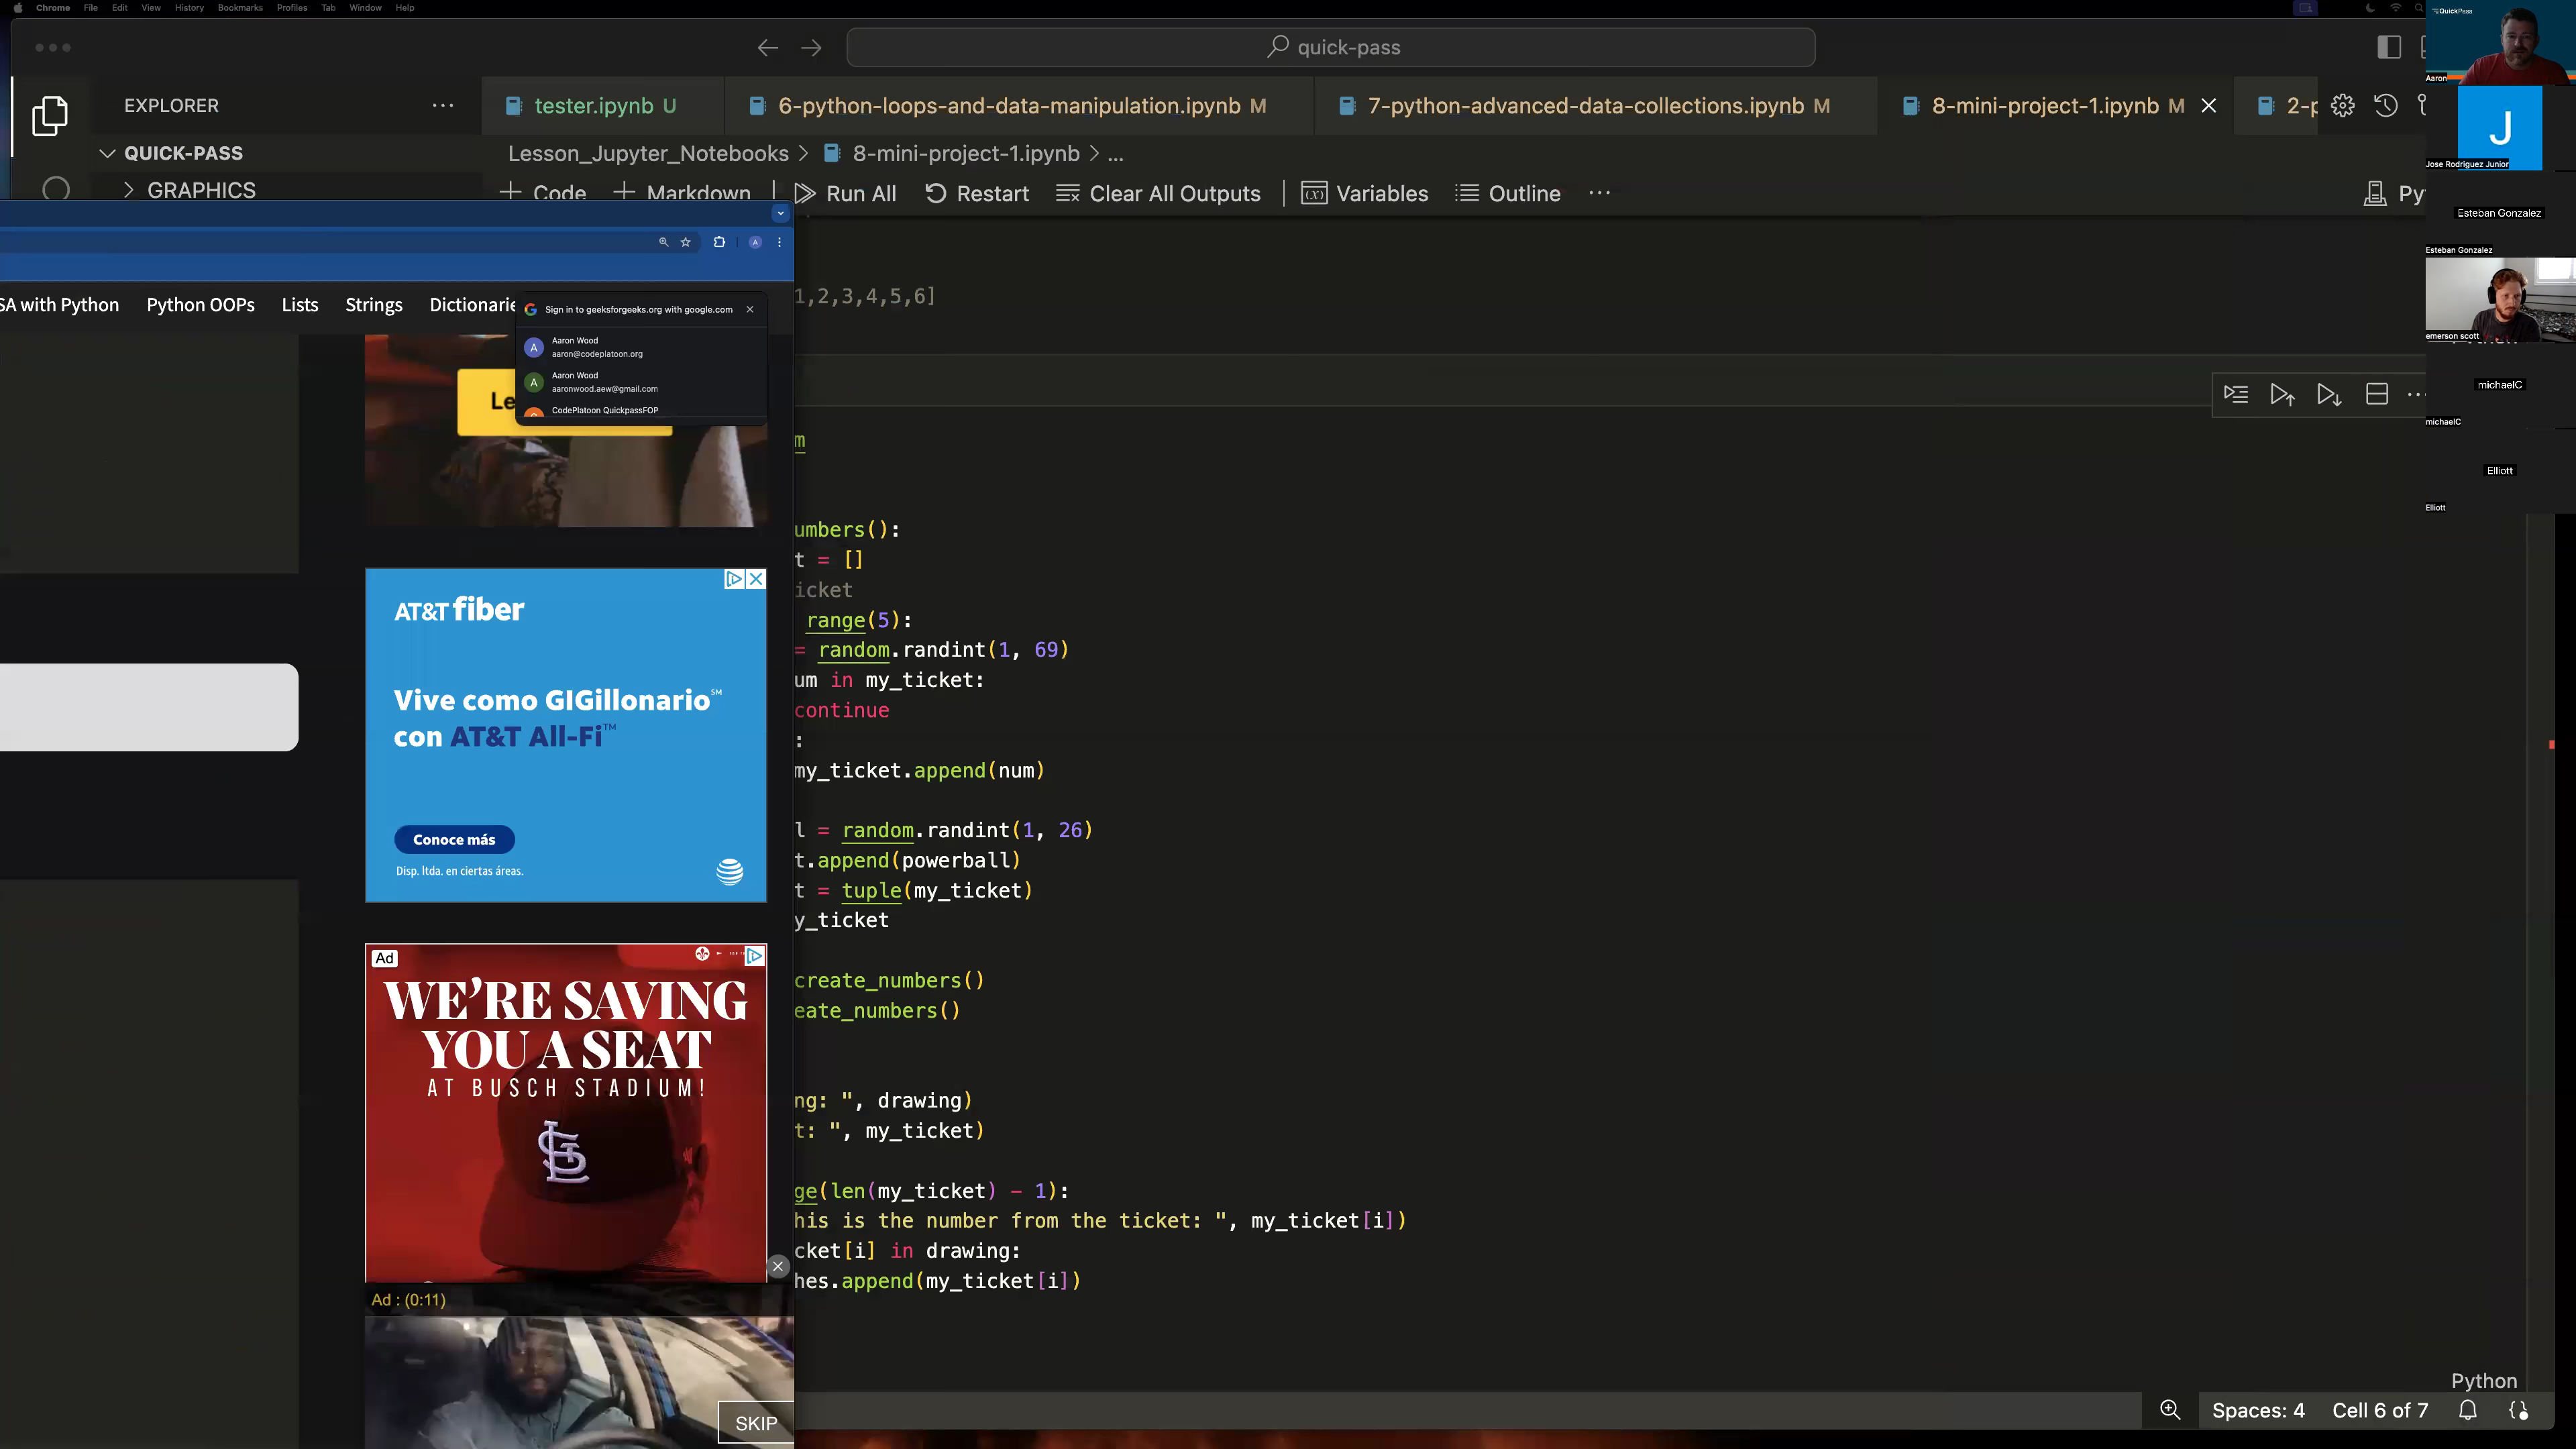 Chrome File Edit View History Bookmarks Profiles Tab Window Help
quick-pass
EXPLORER
tester.ipynb U
6-python-loops-and-data-manipulation.ipynb M
7-python-advanced-data-collections.ipynb M
8-mini-project-1.ipynb M
2-p
QUICK-PASS
Lesson_Jupyter_Notebooks > 8-mini-project-1.ipynb > ...
GRAPHICS
Code Markdown Run All Restart Clear All Outputs Variables Outline ...
Py
SA with Python Python OOPs Lists Strings Dictionarie
Sign in to geeksforgeeks.org with google.com
A
Aaron Wood
aaron@codeplatoon.org
A
Aaron Wood
aaronwood.aew@gmail.com
CodePlatoon QuickpassFOP
Le
AT&T fiber
Vive como GIGillonario℠
con AT&T All-Fi™
Conoce más
Disp. ltda. en ciertas áreas.
Ad
WE'RE SAVING
YOU A SEAT
AT BUSCH STADIUM!
Ad : (0:11)
SKIP
1,2,3,4,5,6]
m
umbers():
t = []
icket
range(5):
= random.randint(1, 69)
um in my_ticket:
continue
:
my_ticket.append(num)
l = random.randint(1, 26)
t.append(powerball)
t = tuple(my_ticket)
y_ticket
create_numbers()
eate_numbers()
ng: ", drawing)
t: ", my_ticket)
ge(len(my_ticket) - 1):
his is the number from the ticket: ", my_ticket[i])
cket[i] in drawing:
hes.append(my_ticket[i])
Python
Spaces: 4 Cell 6 of 7
QuickPass
Aaron
J
Jose Rodriguez Junior
Esteban Gonzalez
Esteban Gonzalez
emerson scott
michaelC
michaelC
Elliott
Elliott